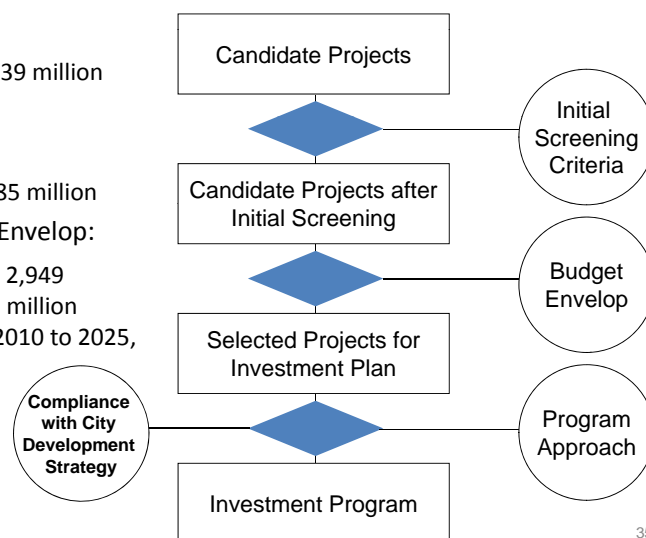 39 million
85 million
Envelop:
2,949
million
2010 to 2025,
Candidate Projects
Initial
Screening
Criteria
Candidate Projects after
Initial Screening
Budget
Envelop
Selected Projects for
Investment Plan
Compliance
with City
Development
Strategy
Program
Approach
Investment Program
35